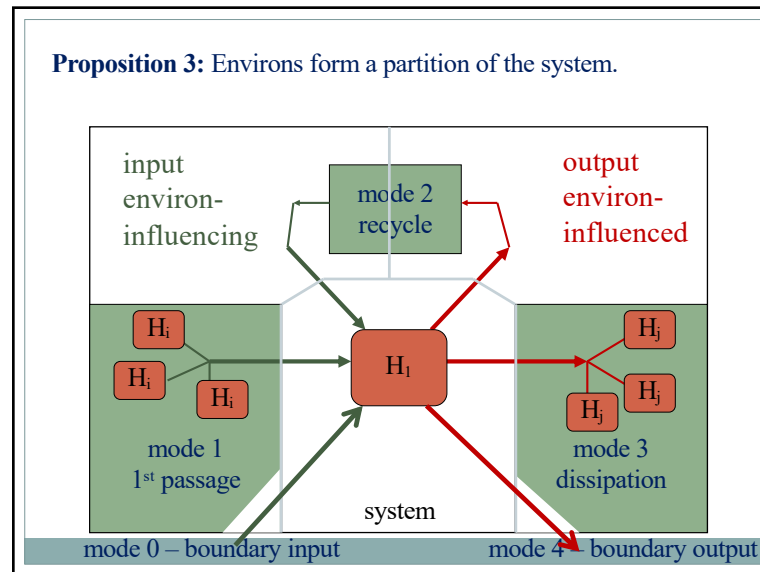 Proposition 3: Environs form a partition of the system.
input
environ-
influencing
mode 2
recycle
output
environ-
influenced
H₁
Hᵢ
Hᵢ
Hᵢ
Hⱼ
Hⱼ
Hⱼ
mode 1
1ˢᵗ passage
mode 3
dissipation
system
mode 0 – boundary input
mode 4 – boundary output